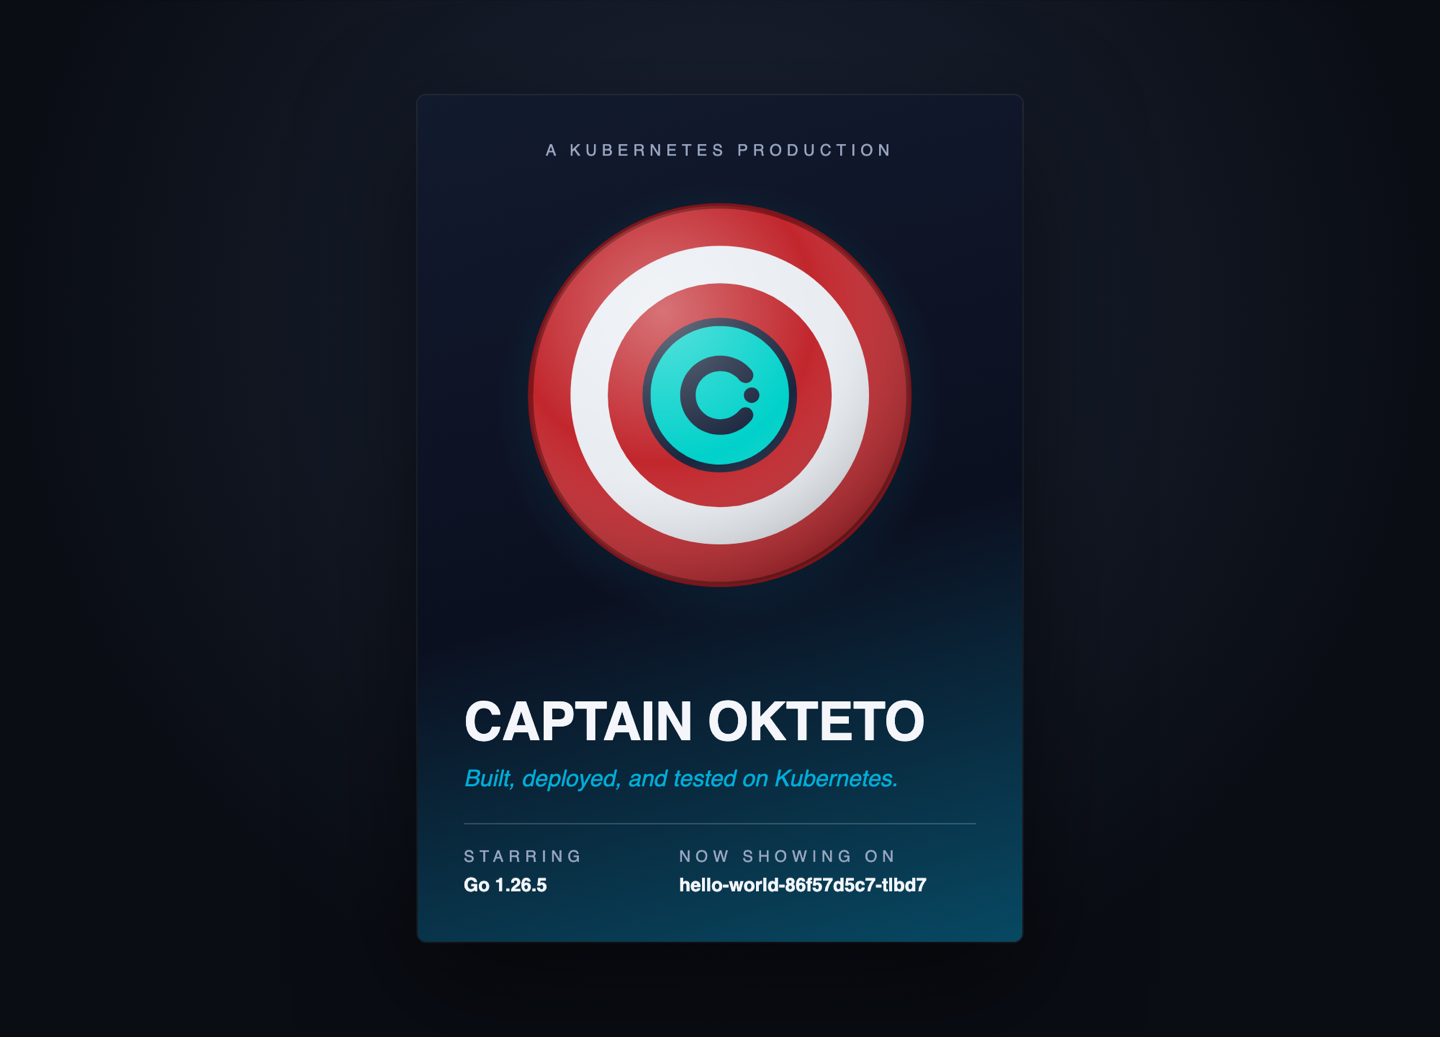 A KUBERNETES PRODUCTION
CAPTAIN OKTETO
Built, deployed, and tested on Kubernetes.
STARRING
Go 1.26.5
NOW SHOWING ON
hello-world-86f57d5c7-tlbd7